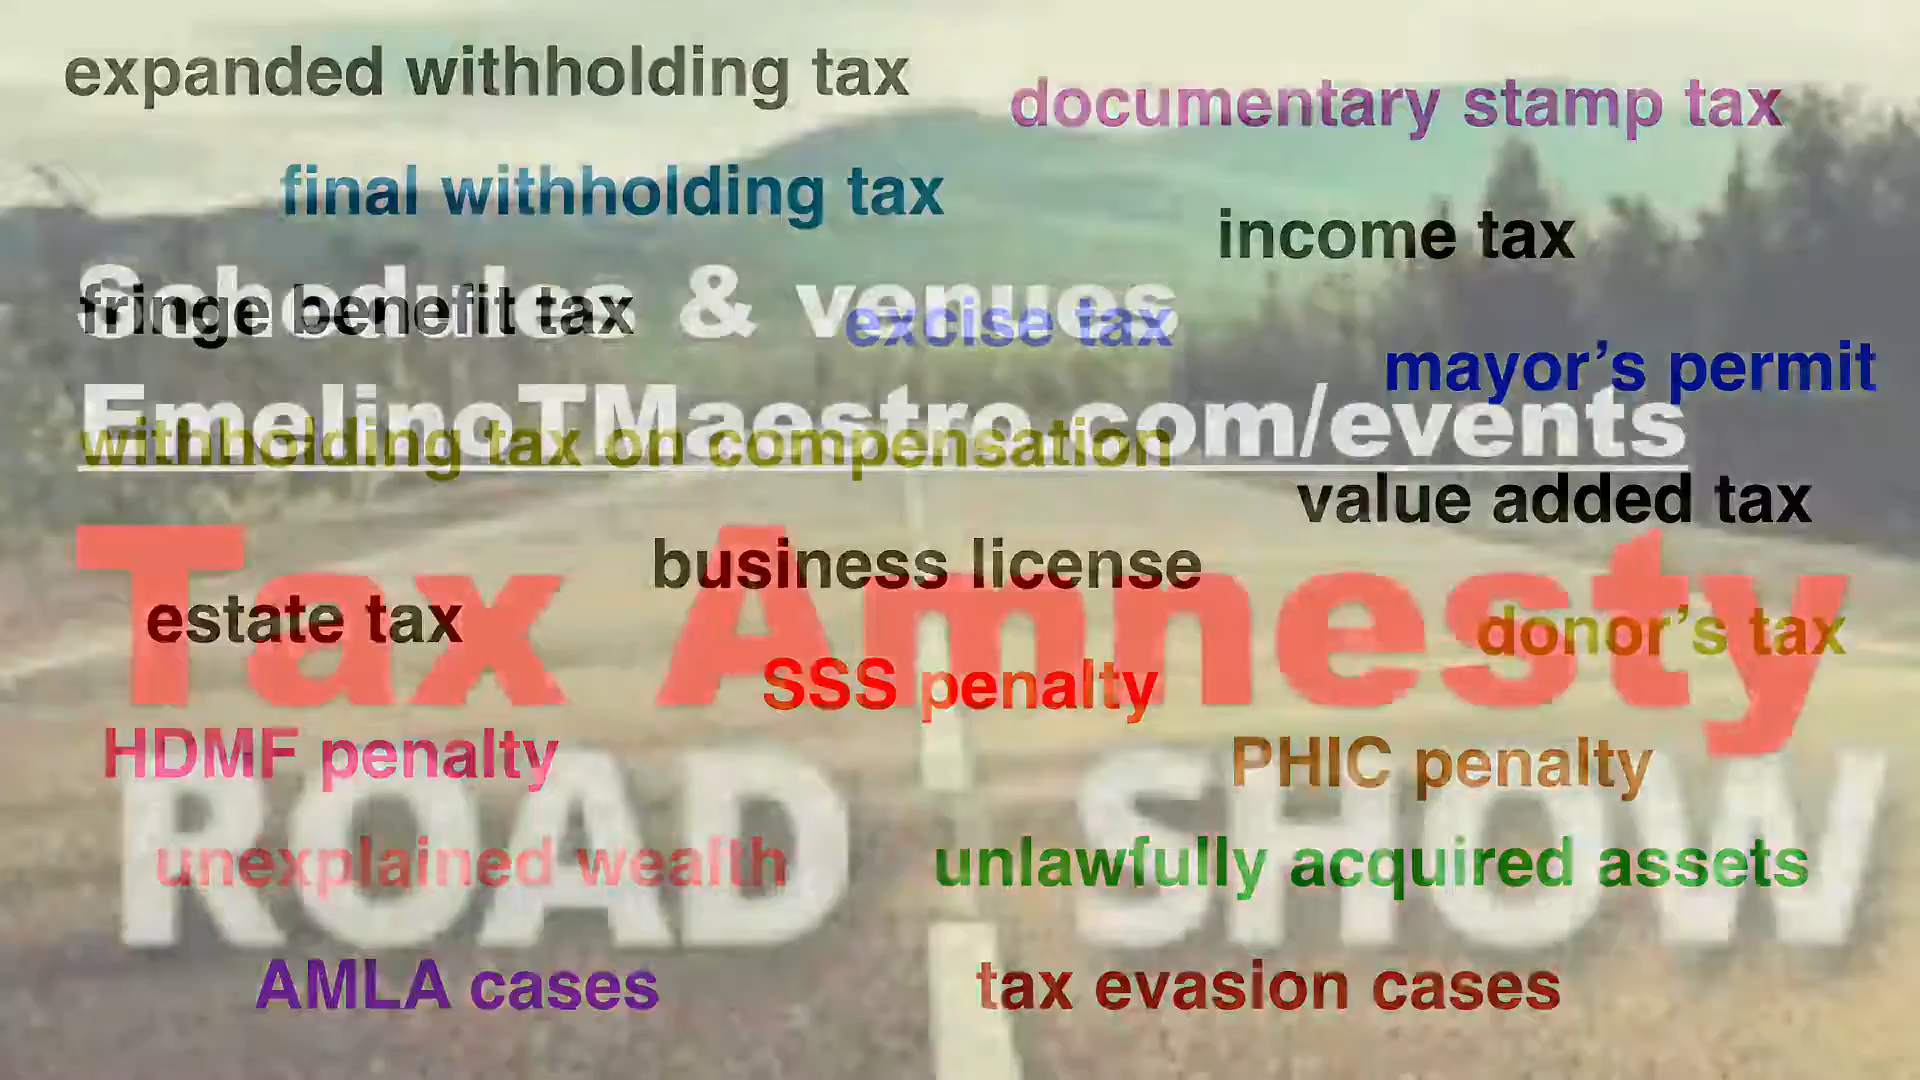 expanded withholding tax
documentary stamp tax
final withholding tax
income tax
Schedules & venues
fringe benefit tax
excise tax
mayor’s permit
EmelinoTMaestro.com/events
withholding tax on compensation
value added tax
Tax Amnesty
business license
estate tax
donor’s tax
SSS penalty
HDMF penalty
PHIC penalty
ROAD SHOW
unexplained wealth
unlawfully acquired assets
AMLA cases
tax evasion cases